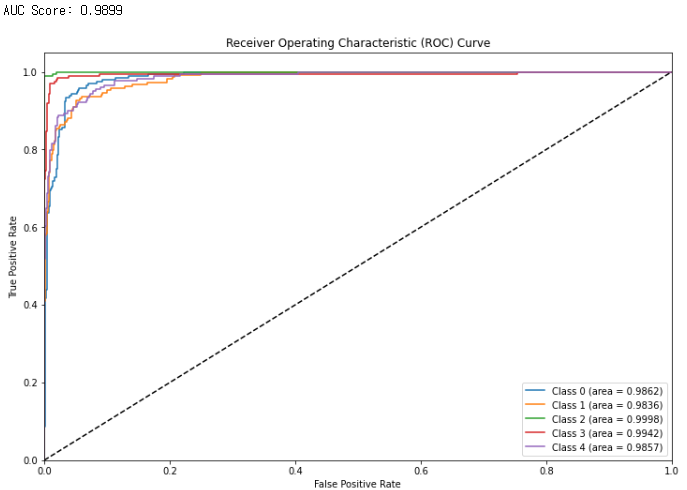 AUC Score: 0.9899
Receiver Operating Characteristic (ROC) Curve
1.0
0.8
0.6
0.4
0.2
0.0
True Positive Rate
Class 0 (area = 0.9862)
Class 1 (area = 0.9836)
Class 2 (area = 0.9998)
Class 3 (area = 0.9942)
Class 4 (area = 0.9857)
0.0 0.2 0.4 0.6 0.8 1.0
False Positive Rate